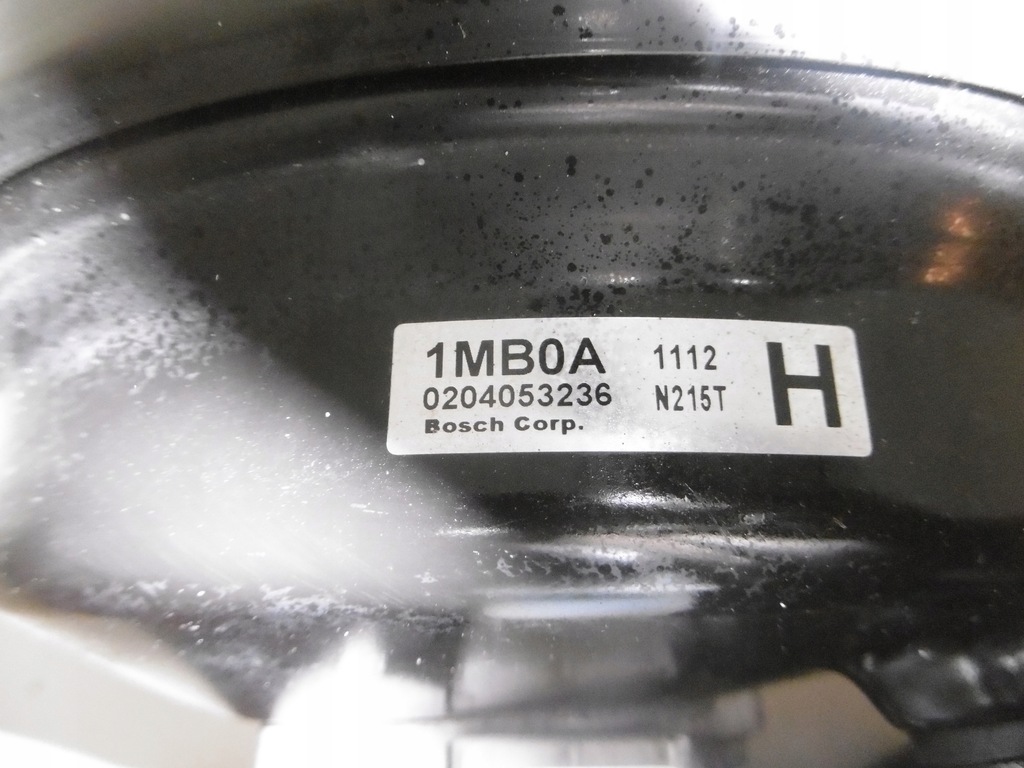 1MB0A 1112 H
0204053236 N215T
Bosch Corp.